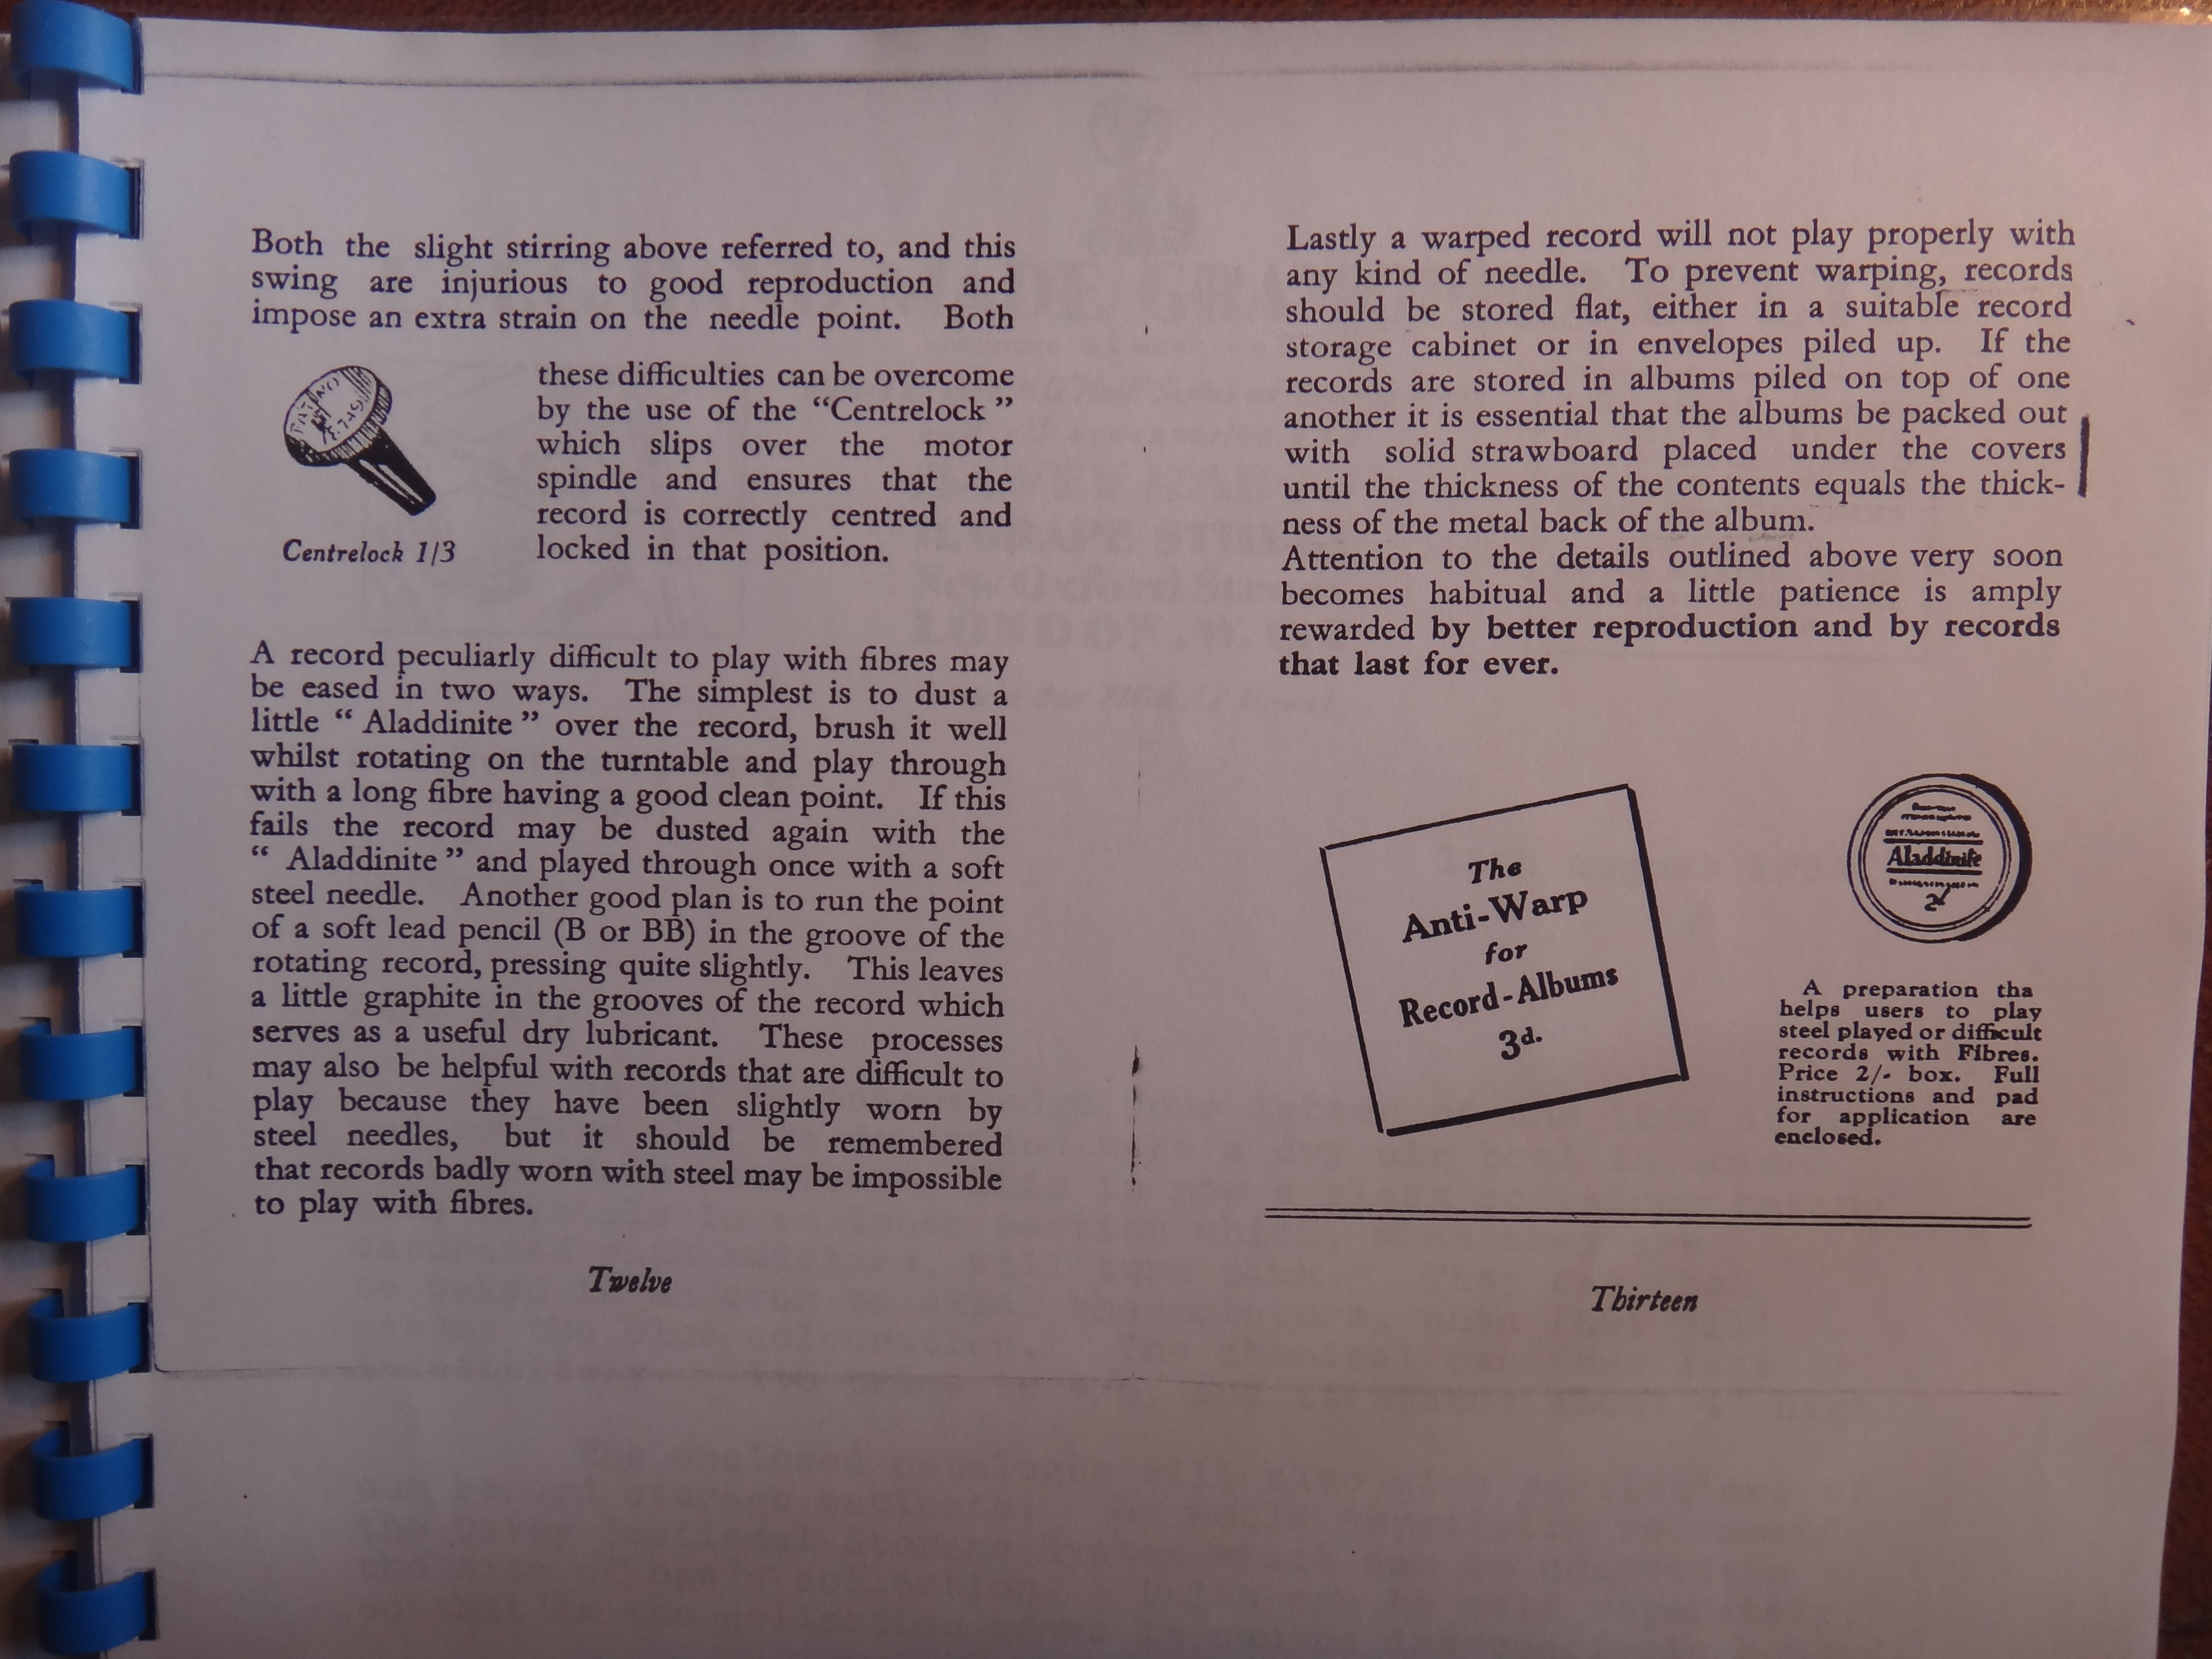 Both the slight stirring above referred to, and this
swing are injurious to good reproduction and
impose an extra strain on the needle point. Both
these difficulties can be overcome
by the use of the “Centrelock”
which slips over the motor
spindle and ensures that the
record is correctly centred and
locked in that position.
Centrelock 1/3
A record peculiarly difficult to play with fibres may
be eased in two ways. The simplest is to dust a
little “Aladdinite” over the record, brush it well
whilst rotating on the turntable and play through
with a long fibre having a good clean point. If this
fails the record may be dusted again with the
“Aladdinite” and played through once with a soft
steel needle. Another good plan is to run the point
of a soft lead pencil (B or BB) in the groove of the
rotating record, pressing quite slightly. This leaves
a little graphite in the grooves of the record which
serves as a useful dry lubricant. These processes
may also be helpful with records that are difficult to
play because they have been slightly worn by
steel needles, but it should be remembered
that records badly worn with steel may be impossible
to play with fibres.
Twelve
Lastly a warped record will not play properly with
any kind of needle. To prevent warping, records
should be stored flat, either in a suitable record
storage cabinet or in envelopes piled up. If the
records are stored in albums piled on top of one
another it is essential that the albums be packed out
with solid strawboard placed under the covers
until the thickness of the contents equals the thick-
ness of the metal back of the album.
Attention to the details outlined above very soon
becomes habitual and a little patience is amply
rewarded by better reproduction and by records
that last for ever.
The
Anti-Warp
for
Record-Albums
3d.
Aladdinite
A preparation tha
helps users to play
steel played or difficult
records with Fibres.
Price 2/- box. Full
instructions and pad
for application are
enclosed.
Thirteen